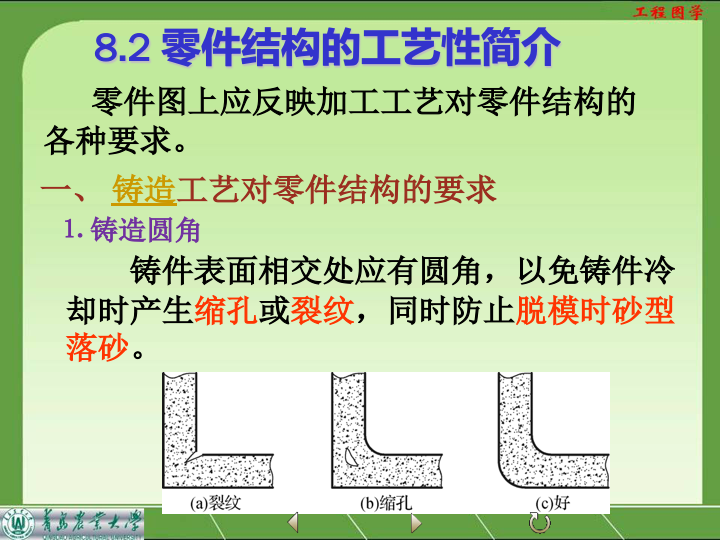 工程图学
8.2 零件结构的工艺性简介
零件图上应反映加工工艺对零件结构的
各种要求。
一、 铸造工艺对零件结构的要求
1. 铸造圆角
铸件表面相交处应有圆角，以免铸件冷
却时产生缩孔或裂纹，同时防止脱模时砂型
落砂。
(a)裂纹 (b)缩孔 (c)好
青岛农业大学